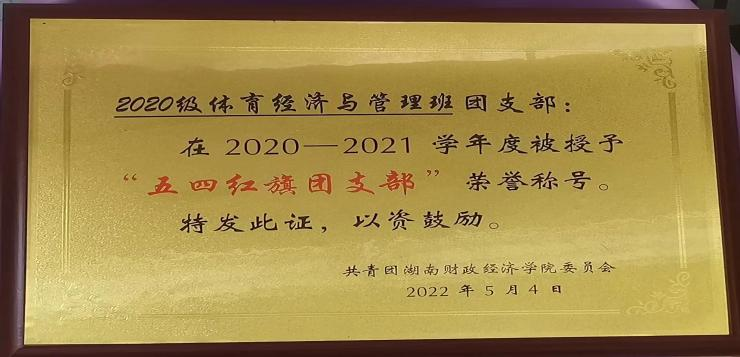 2020级体育经济与管理班团支部：
在 2020—2021 学年度被授予
“五四红旗团支部”荣誉称号。
特发此证，以资鼓励。
共青团湖南财政经济学院委员会
2022 年 5 月 4 日